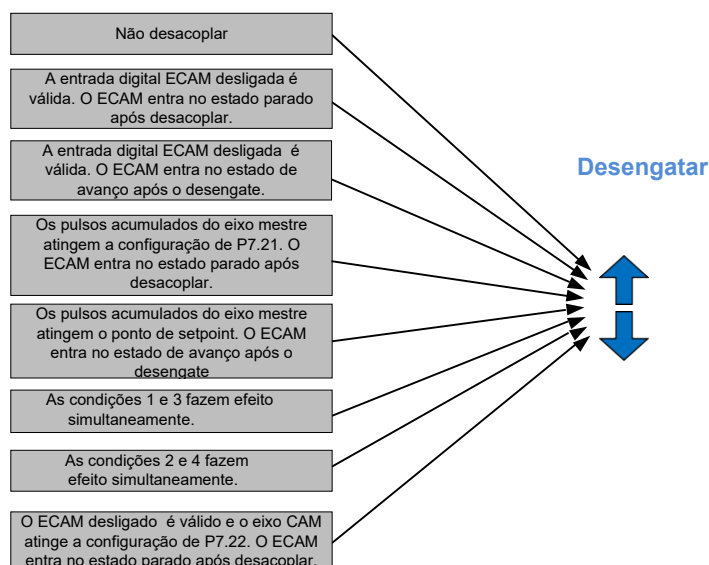 Não desacoplar
A entrada digital ECAM desligada é
válida. O ECAM entra no estado parado
após desacoplar.
A entrada digital ECAM desligada é
válida. O ECAM entra no estado de
avanço após o desengate.
Desengatar
Os pulsos acumulados do eixo mestre
atingem a configuração de P7.21. O
ECAM entra no estado parado após
desacoplar.
Os pulsos acumulados do eixo mestre
atingem o ponto de setpoint. O ECAM
entra no estado de avanço após o
desengate
As condições 1 e 3 fazem efeito
simultaneamente.
As condições 2 e 4 fazem
efeito simultaneamente.
O ECAM desligado é válido e o eixo CAM
atinge a configuração de P7.22. O ECAM
entra no estado parado após desacoplar.